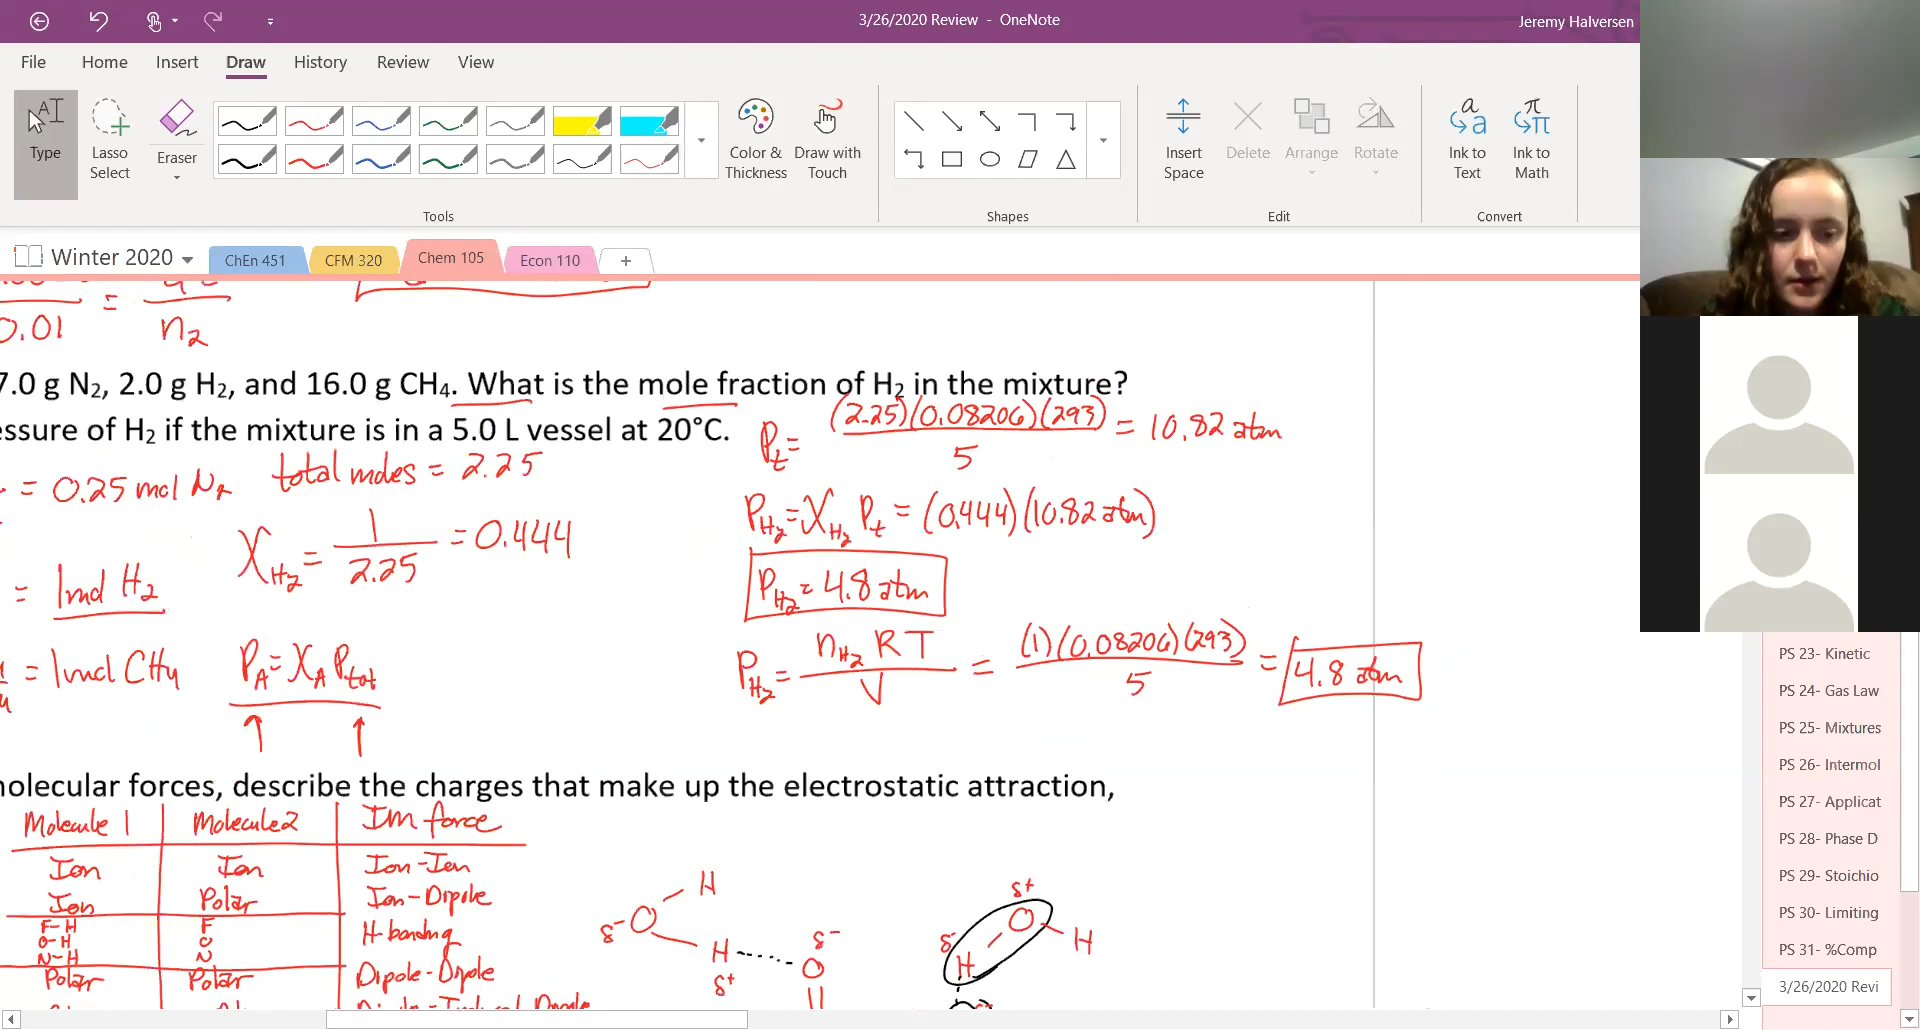 3/26/2020 Review - OneNote
Jeremy Halversen
File Home Insert Draw History Review View
Type
Lasso Select
Eraser
Color & Thickness
Draw with Touch
Insert Space
Delete
Arrange
Rotate
Ink to Text
Ink to Math
Tools
Shapes
Edit
Convert
Winter 2020
ChEn 451
CFM 320
Chem 105
Econ 110
0.01 = n₂
7.0 g N₂, 2.0 g H₂, and 16.0 g CH₄. What is the mole fraction of H₂ in the mixture?
essure of H₂ if the mixture is in a 5.0 L vessel at 20°C.
Pt = (2.25)(0.08206)(293) / 5 = 10.82 atm
= 0.25 mol N₂
total moles = 2.25
X_H₂ = 1 / 2.25 = 0.444
P_H₂ = X_H₂ Pt = (0.444)(10.82 atm)
P_H₂ = 4.8 atm
= 1 mol H₂
P_H₂ = n_H₂ RT / V = (1)(0.08206)(293) / 5 = 4.8 atm
= 1 mol CH₄
P_A = X_A P_tot
nolecular forces, describe the charges that make up the electrostatic attraction,
Molecule 1 Molecule 2 IM force
Ion Ion Ion-Ion
Ion Polar Ion-Dipole
F-H F
O-H O H-bonding
N-H N
Polar Polar Dipole-Dipole
δ- O H
H δ+
δ- O
δ+ O H
δ- H
PS 23- Kinetic
PS 24- Gas Law
PS 25- Mixtures
PS 26- Intermol
PS 27- Applicat
PS 28- Phase D
PS 29- Stoichio
PS 30- Limiting
PS 31- %Comp
3/26/2020 Revi